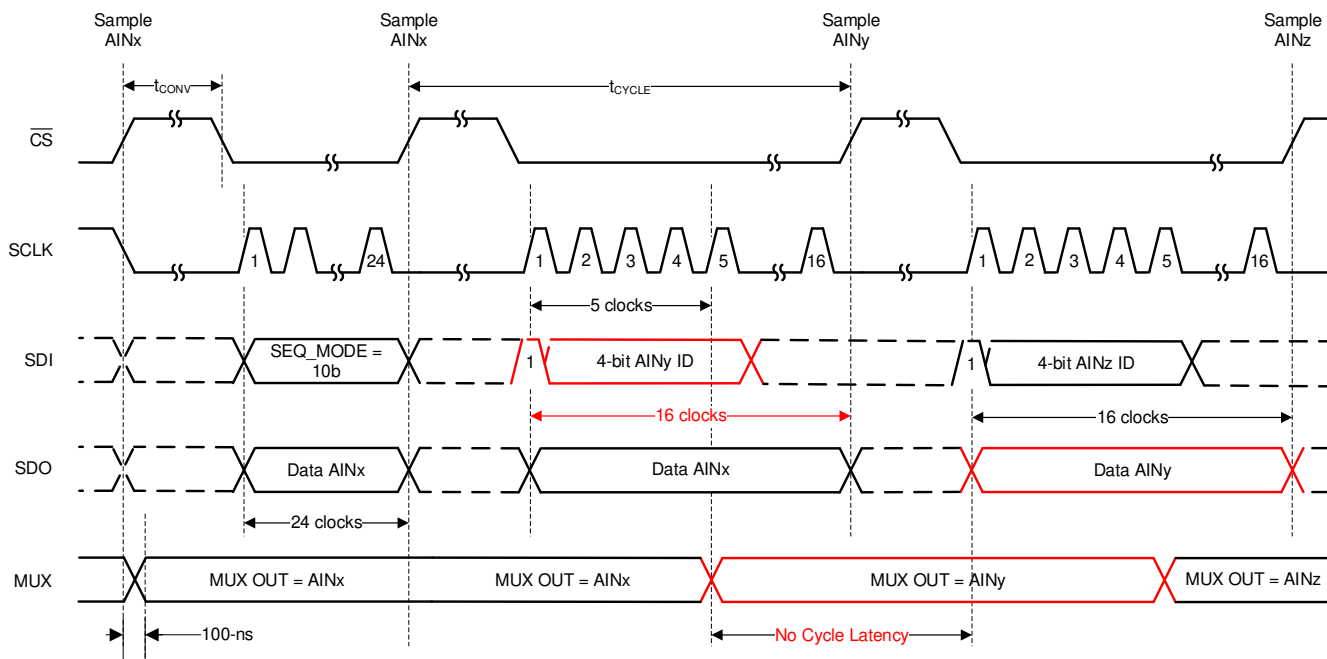 Sample
AINx
Sample
AINx
Sample
AINy
Sample
AINz
tCONV
tCYCLE
CS
SCLK
1
24
1
2
3
4
5
16
1
2
3
4
5
16
5 clocks
SDI
SEQ_MODE =
10b
1
4-bit AINy ID
1
4-bit AINz ID
16 clocks
16 clocks
SDO
Data AINx
Data AINx
Data AINy
24 clocks
MUX
MUX OUT = AINx
MUX OUT = AINx
MUX OUT = AINy
MUX OUT = AINz
100-ns
No Cycle Latency